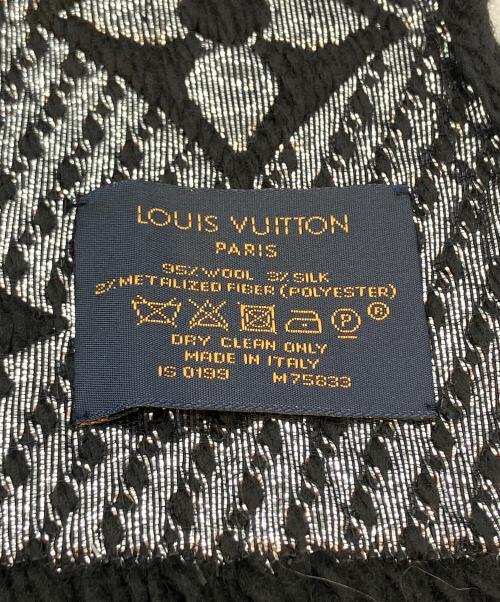 LOUIS VUITTON
PARIS
95% WOOL 3% SILK
2% METALIZED FIBER (POLYESTER)
P ®
DRY CLEAN ONLY
MADE IN ITALY
IS 0199 M75833